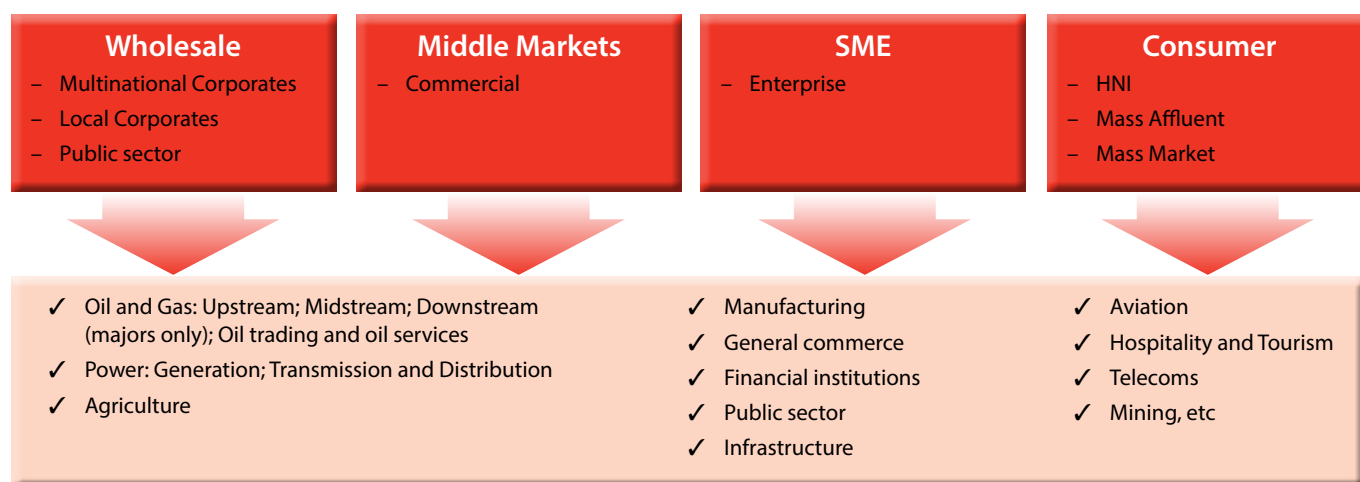 Wholesale
– Multinational Corporates
– Local Corporates
– Public sector
Middle Markets
– Commercial
SME
– Enterprise
Consumer
– HNI
– Mass Affluent
– Mass Market
✓ Oil and Gas: Upstream; Midstream; Downstream
(majors only); Oil trading and oil services
✓ Power: Generation; Transmission and Distribution
✓ Agriculture
✓ Manufacturing
✓ General commerce
✓ Financial institutions
✓ Public sector
✓ Infrastructure
✓ Aviation
✓ Hospitality and Tourism
✓ Telecoms
✓ Mining, etc